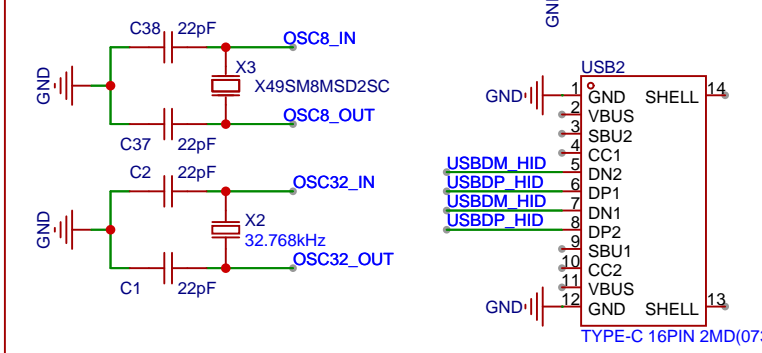 GND
C38 22pF
OSC8_IN
X3
X49SM8MSD2SC
GND
OSC8_OUT
C37 22pF
C2 22pF
OSC32_IN
X2
32.768kHz
GND
OSC32_OUT
C1 22pF
USB2
GND 1 GND SHELL 14
2 VBUS
3 SBU2
4 CC1
USBDM_HID 5 DN2
USBDP_HID 6 DP1
USBDM_HID 7 DN1
USBDP_HID 8 DP2
9 SBU1
10 CC2
11 VBUS
GND 12 GND SHELL 13
TYPE-C 16PIN 2MD(073